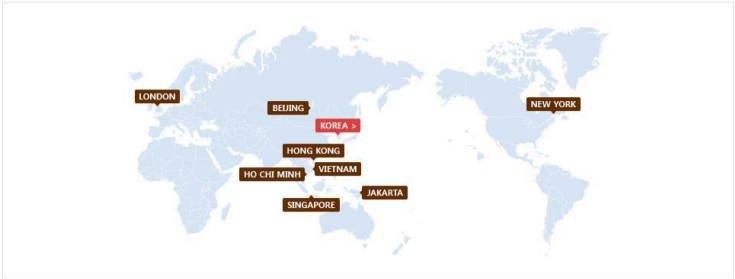 LONDON
BEIJING
NEW YORK
KOREA >
HONG KONG
VIETNAM
HO CHI MINH
JAKARTA
SINGAPORE